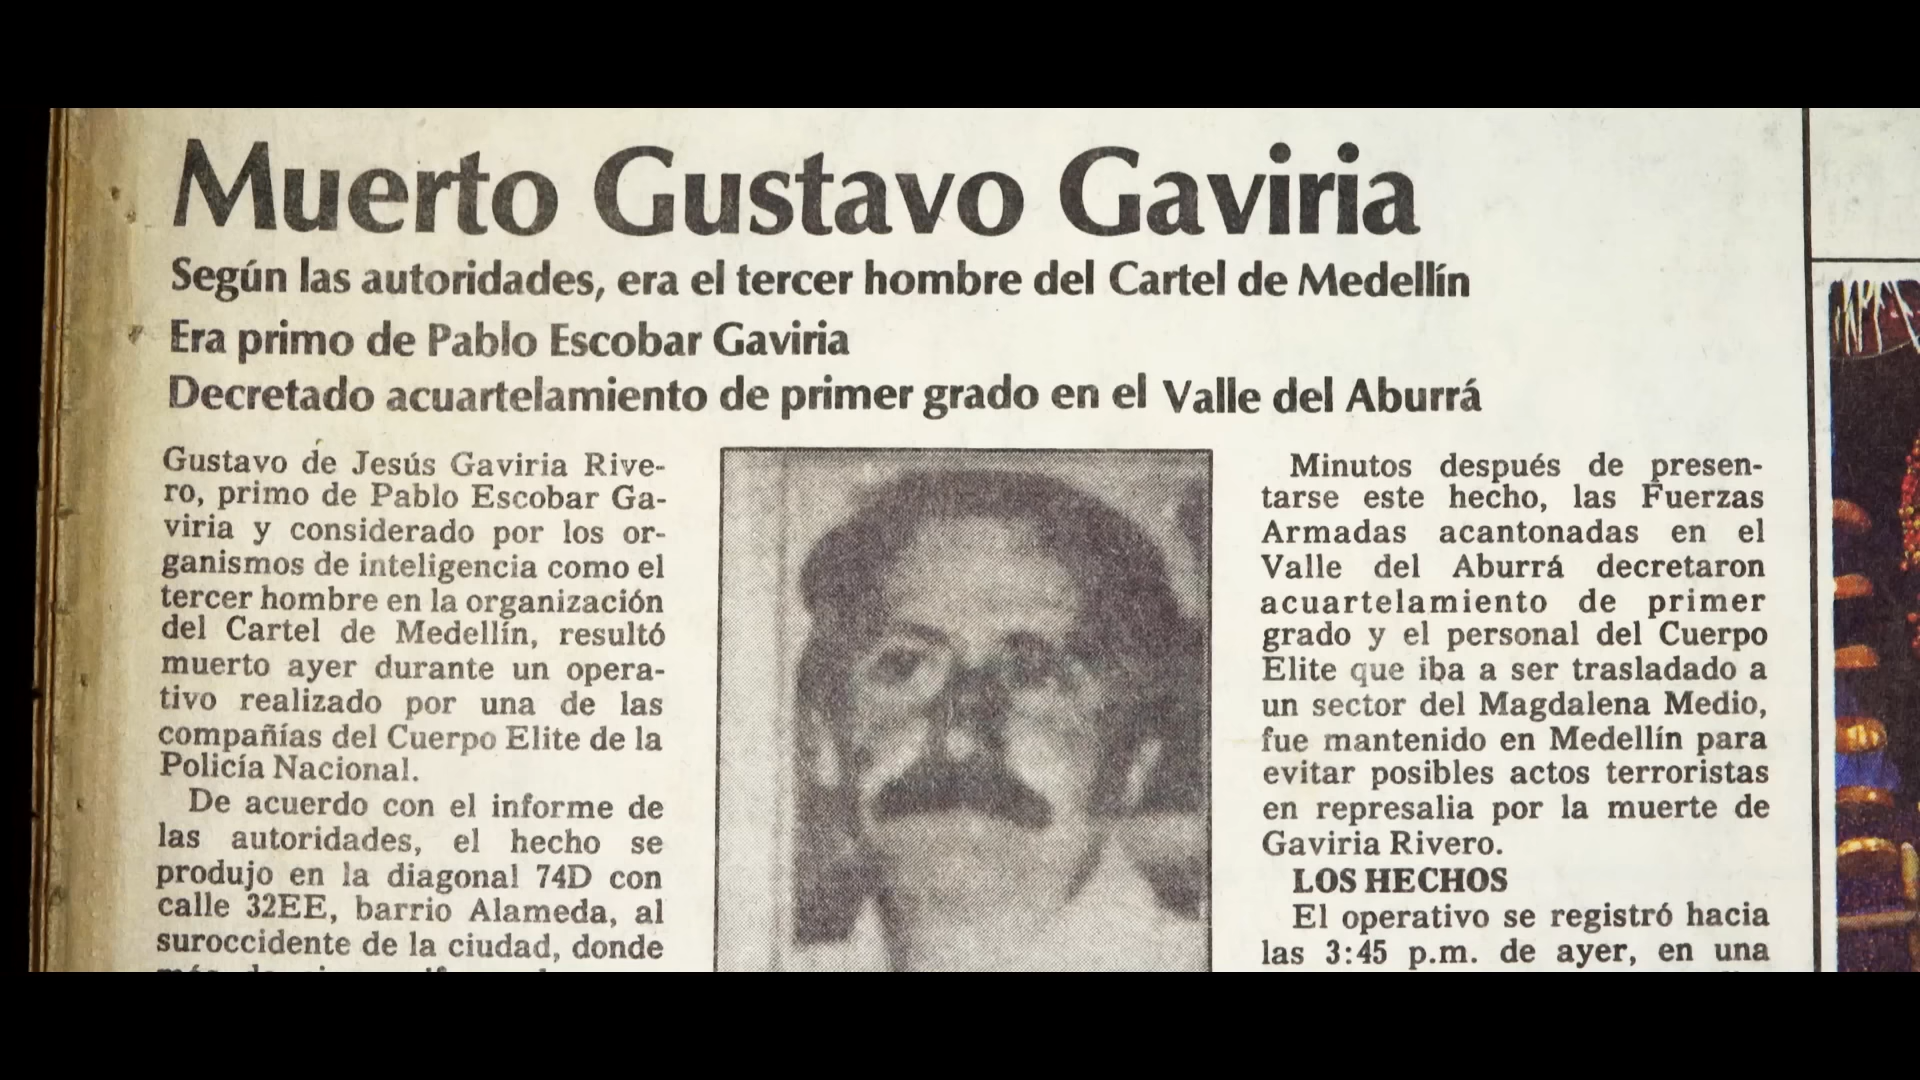 Muerto Gustavo Gaviria
Según las autoridades, era el tercer hombre del Cartel de Medellín
Era primo de Pablo Escobar Gaviria
Decretado acuartelamiento de primer grado en el Valle del Aburrá
Gustavo de Jesús Gaviria Rive-
ro, primo de Pablo Escobar Ga-
viria y considerado por los or-
ganismos de inteligencia como el
tercer hombre en la organización
del Cartel de Medellín, resultó
muerto ayer durante un opera-
tivo realizado por una de las
compañías del Cuerpo Elite de la
Policía Nacional.
De acuerdo con el informe de
las autoridades, el hecho se
produjo en la diagonal 74D con
calle 32EE, barrio Alameda, al
suroccidente de la ciudad, donde
Minutos después de presen-
tarse este hecho, las Fuerzas
Armadas acantonadas en el
Valle del Aburrá decretaron
acuartelamiento de primer
grado y el personal del Cuerpo
Elite que iba a ser trasladado a
un sector del Magdalena Medio,
fue mantenido en Medellín para
evitar posibles actos terroristas
en represalia por la muerte de
Gaviria Rivero.
LOS HECHOS
El operativo se registró hacia
las 3:45 p.m. de ayer, en una